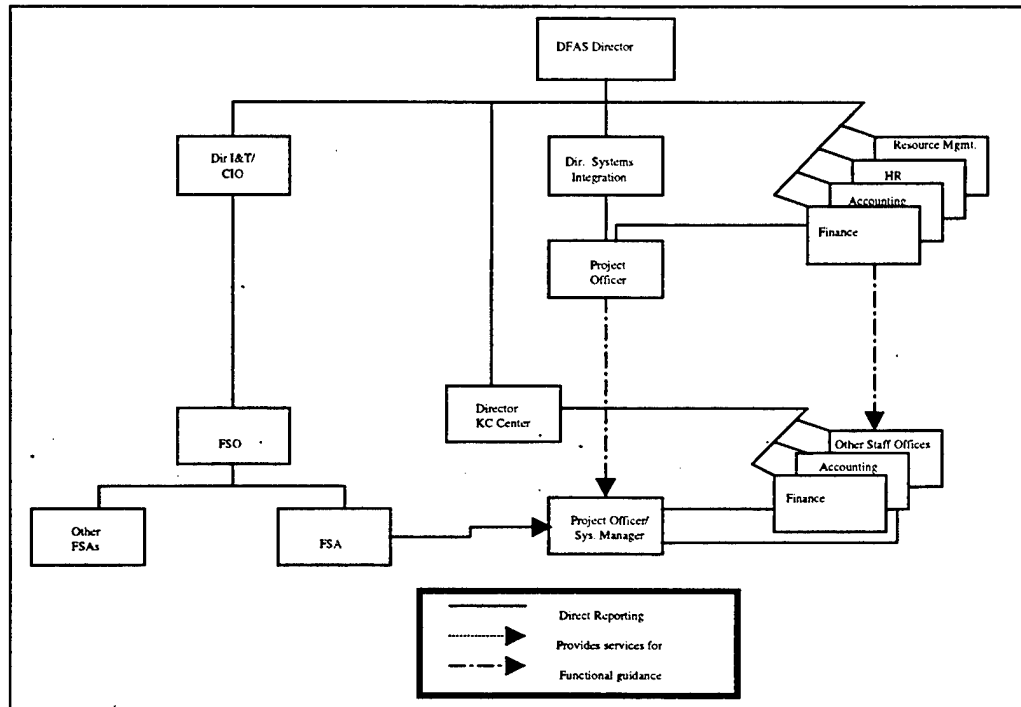 DFAS Director
Dir I&T/
CIO
Dir. Systems
Integration
Resource Mgmt.
HR
Accounting
Finance
Project
Officer
Director
KC Center
FSO
Other Staff Offices
Accounting
Finance
Other
FSAs
FSA
Project Officer/
Sys. Manager
Direct Reporting
Provides services for
Functional guidance